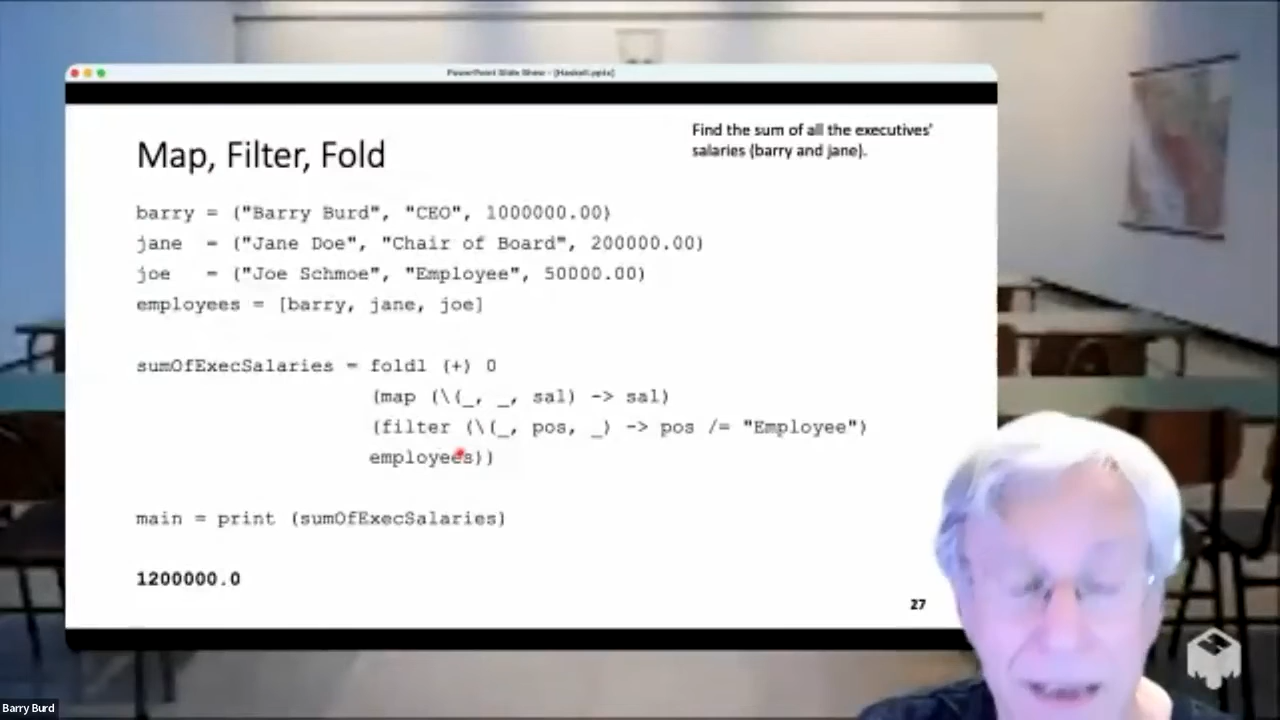 PowerPoint Slide Show - [Haskell.pptx]
Map, Filter, Fold
Find the sum of all the executives'
salaries (barry and jane).
barry = ("Barry Burd", "CEO", 1000000.00)
jane  = ("Jane Doe", "Chair of Board", 200000.00)
joe   = ("Joe Schmoe", "Employee", 50000.00)
employees = [barry, jane, joe]
sumOfExecSalaries = foldl (+) 0
(map (\(_, _, sal) -> sal)
(filter (\(_, pos, _) -> pos /= "Employee")
employees))
main = print (sumOfExecSalaries)
1200000.0
27
Barry Burd